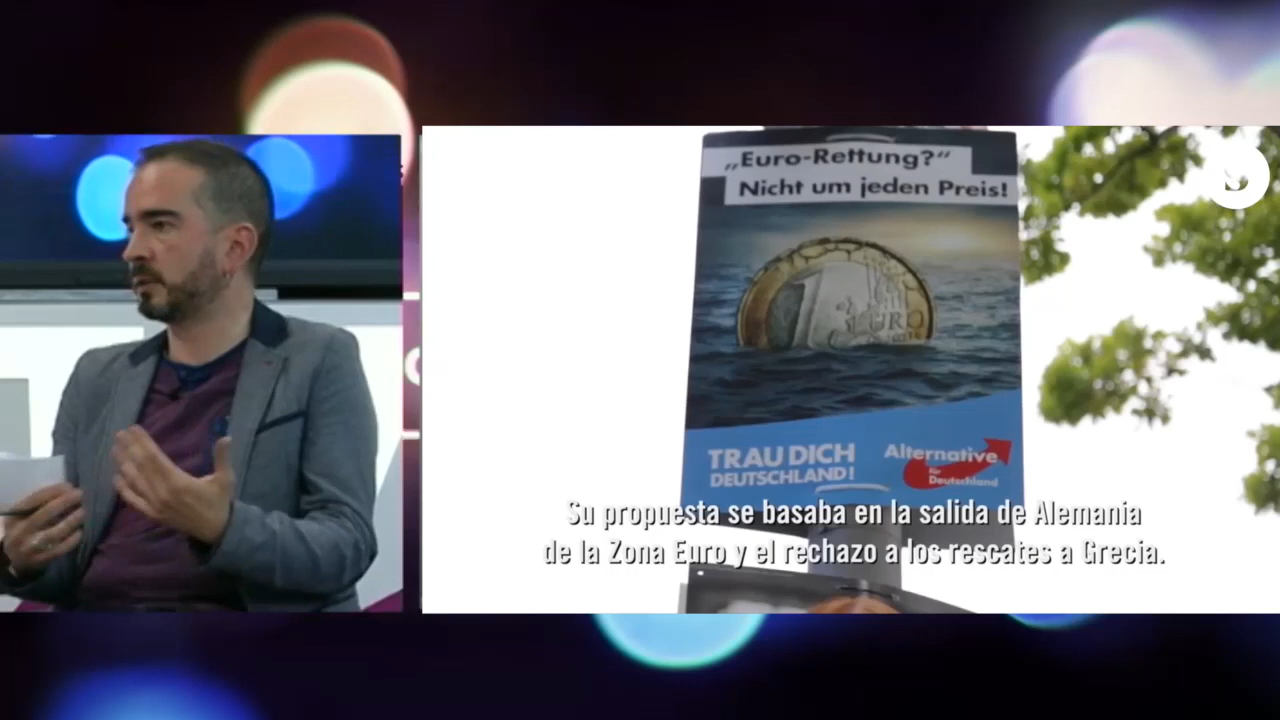 „Euro-Rettung?“
Nicht um jeden Preis!
EURO
TRAU DICH
DEUTSCHLAND!
Alternative
für
Deutschland
Su propuesta se basaba en la salida de Alemania
de la Zona Euro y el rechazo a los rescates a Grecia.